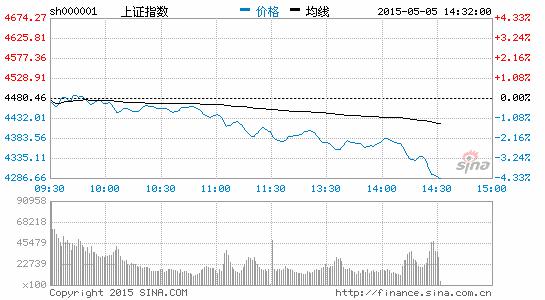 sh000001 上证指数 价格 均线 2015-05-05 14:32:00
4674.27 +4.33%
4625.81 +3.24%
4577.36 +2.16%
4528.91 +1.08%
4480.46 0.00%
4432.01 -1.08%
4383.56 -2.16%
4335.11 -3.24%
4286.66 -4.33%
sina
09:30 10:00 10:30 11:00 11:30 13:30 14:00 14:30 15:00
90958
68218
45479
22739
x100
Copyright 2015 SINA.COM http://finance.sina.com.cn